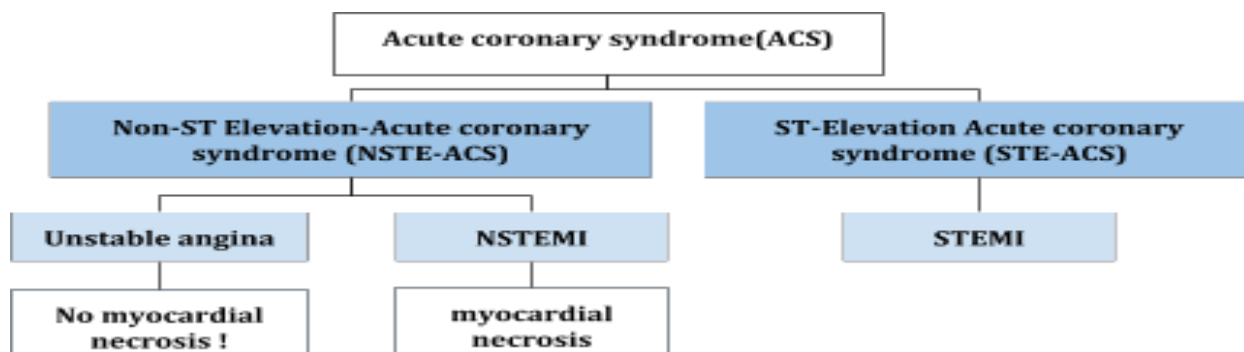 Acute coronary syndrome(ACS)
Non-ST Elevation-Acute coronary
syndrome (NSTE-ACS)
ST-Elevation Acute coronary
syndrome (STE-ACS)
Unstable angina
NSTEMI
STEMI
No myocardial
necrosis !
myocardial
necrosis